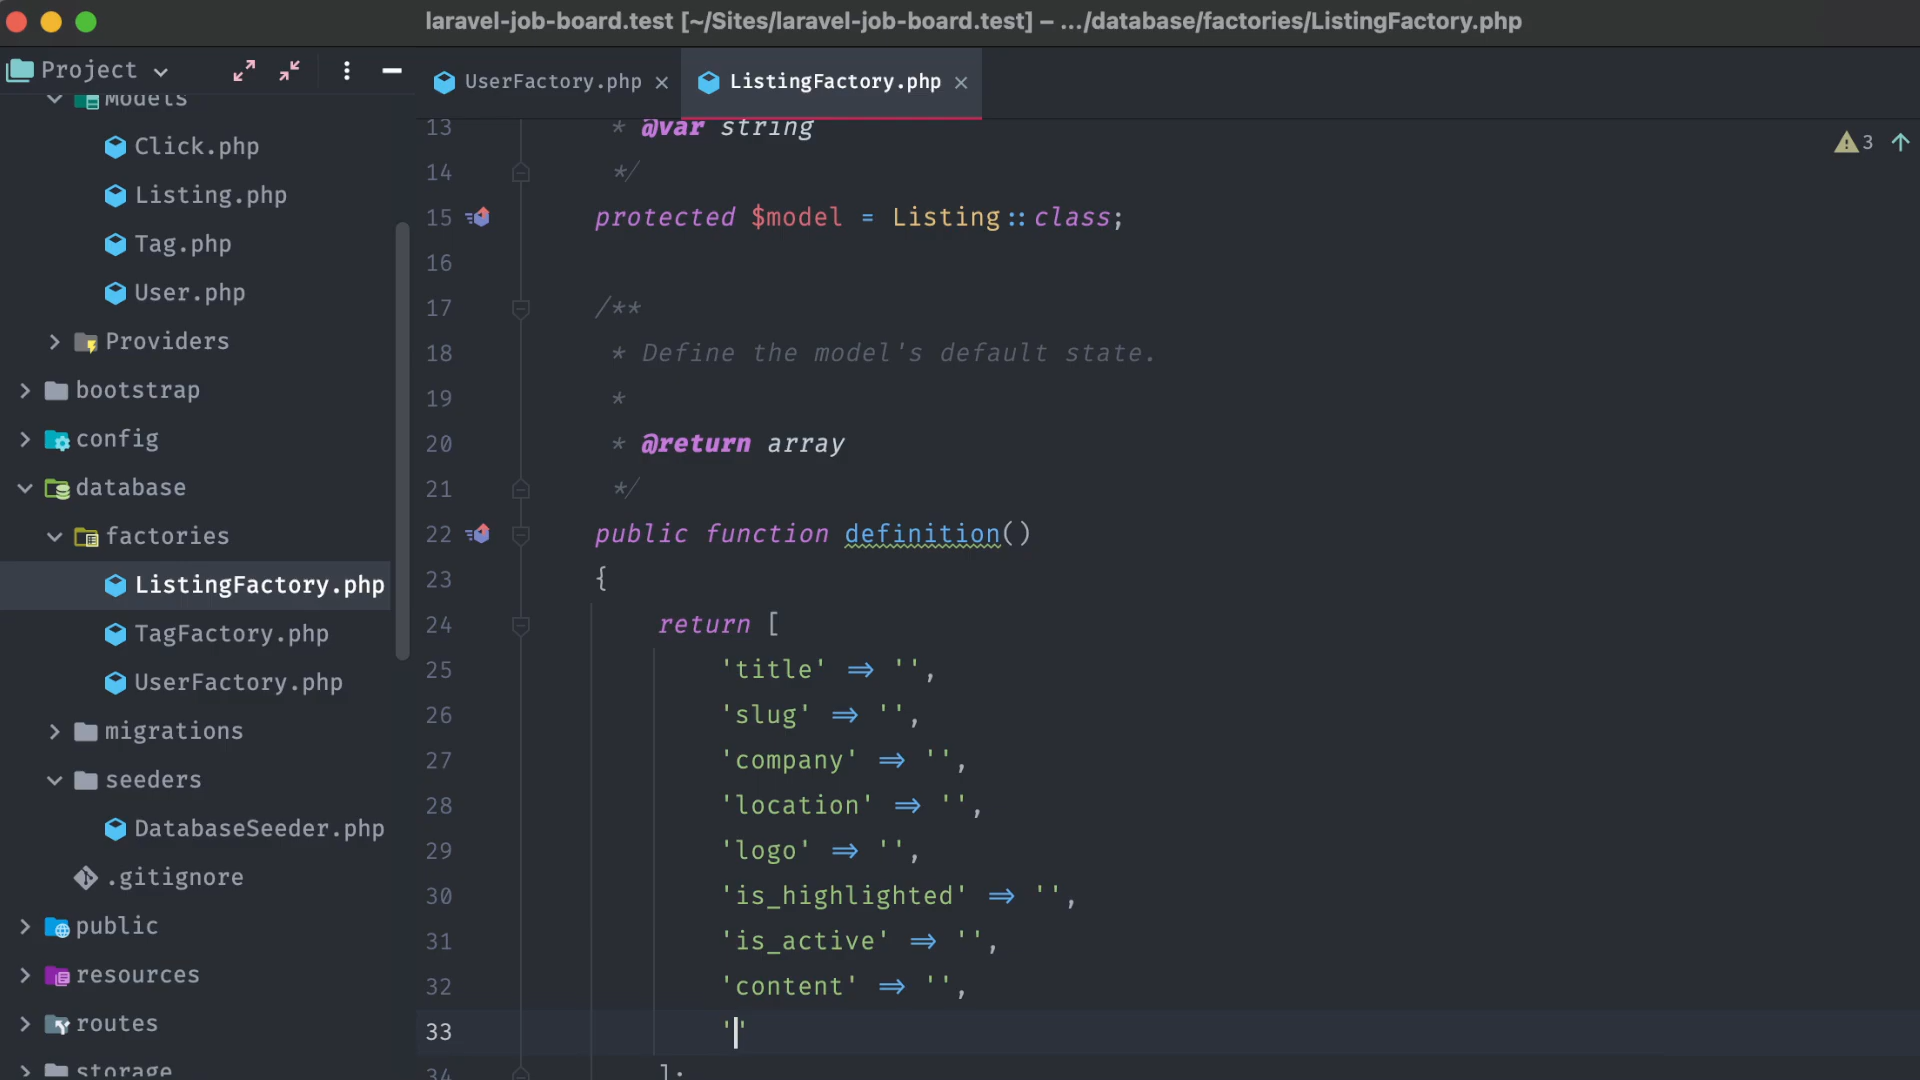 laravel-job-board.test [~/Sites/laravel-job-board.test] – .../database/factories/ListingFactory.php
Project
Models
Click.php
Listing.php
Tag.php
User.php
Providers
bootstrap
config
database
factories
ListingFactory.php
TagFactory.php
UserFactory.php
migrations
seeders
DatabaseSeeder.php
.gitignore
public
resources
routes
storage
UserFactory.php
ListingFactory.php
3
13 * @var string
14 */
15 protected $model = Listing::class;
16
17 /**
18 * Define the model's default state.
19 *
20 * @return array
21 */
22 public function definition()
23 {
24 return [
25 'title' => '',
26 'slug' => '',
27 'company' => '',
28 'location' => '',
29 'logo' => '',
30 'is_highlighted' => '',
31 'is_active' => '',
32 'content' => '',
33 ''
34 ];